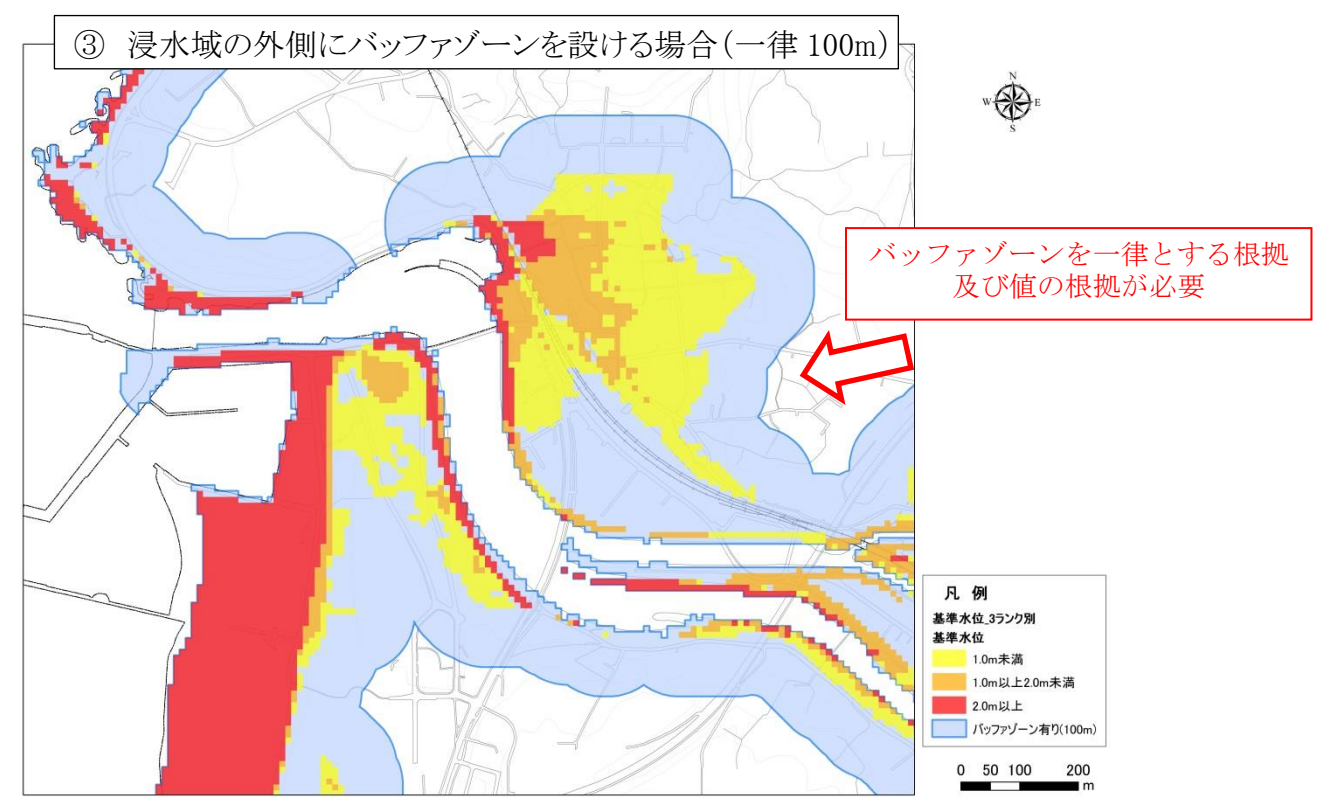 ③ 浸水域の外側にバッファゾーンを設ける場合(一律 100m)
N
W
E
S
バッファゾーンを一律とする根拠
及び値の根拠が必要
凡 例
基準水位_3ランク別
基準水位
1.0m未満
1.0m以上2.0m未満
2.0m以上
バッファゾーン有り(100m)
0 50 100 200
m